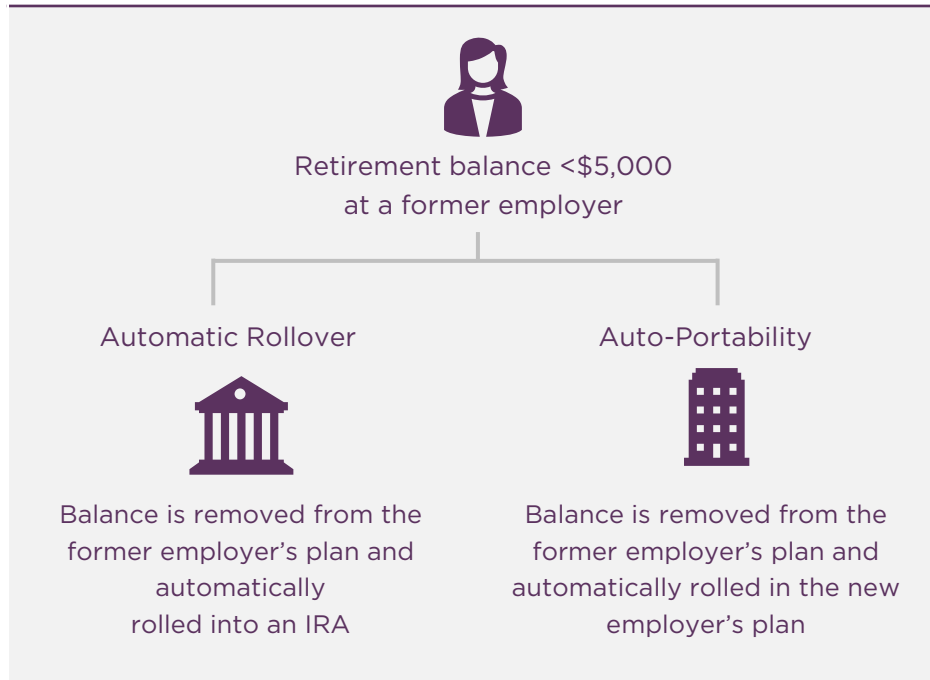 Retirement balance <$5,000
at a former employer
Automatic Rollover
Auto-Portability
Balance is removed from the
former employer’s plan and
automatically
rolled into an IRA
Balance is removed from the
former employer’s plan and
automatically rolled in the new
employer’s plan